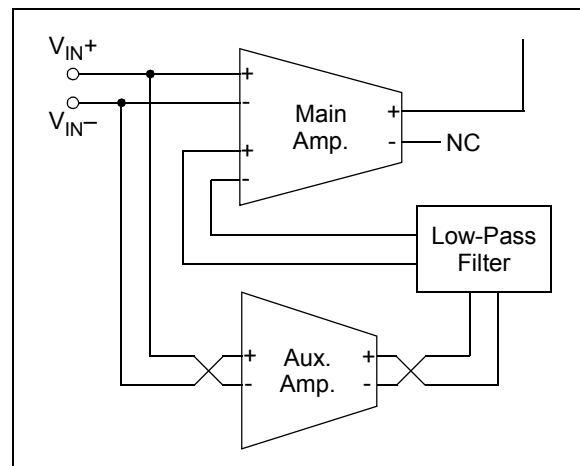 V_IN+
V_IN–
+
-
+
-
Main
Amp.
+
-
NC
Low-Pass
Filter
+
-
Aux.
Amp.
+
-